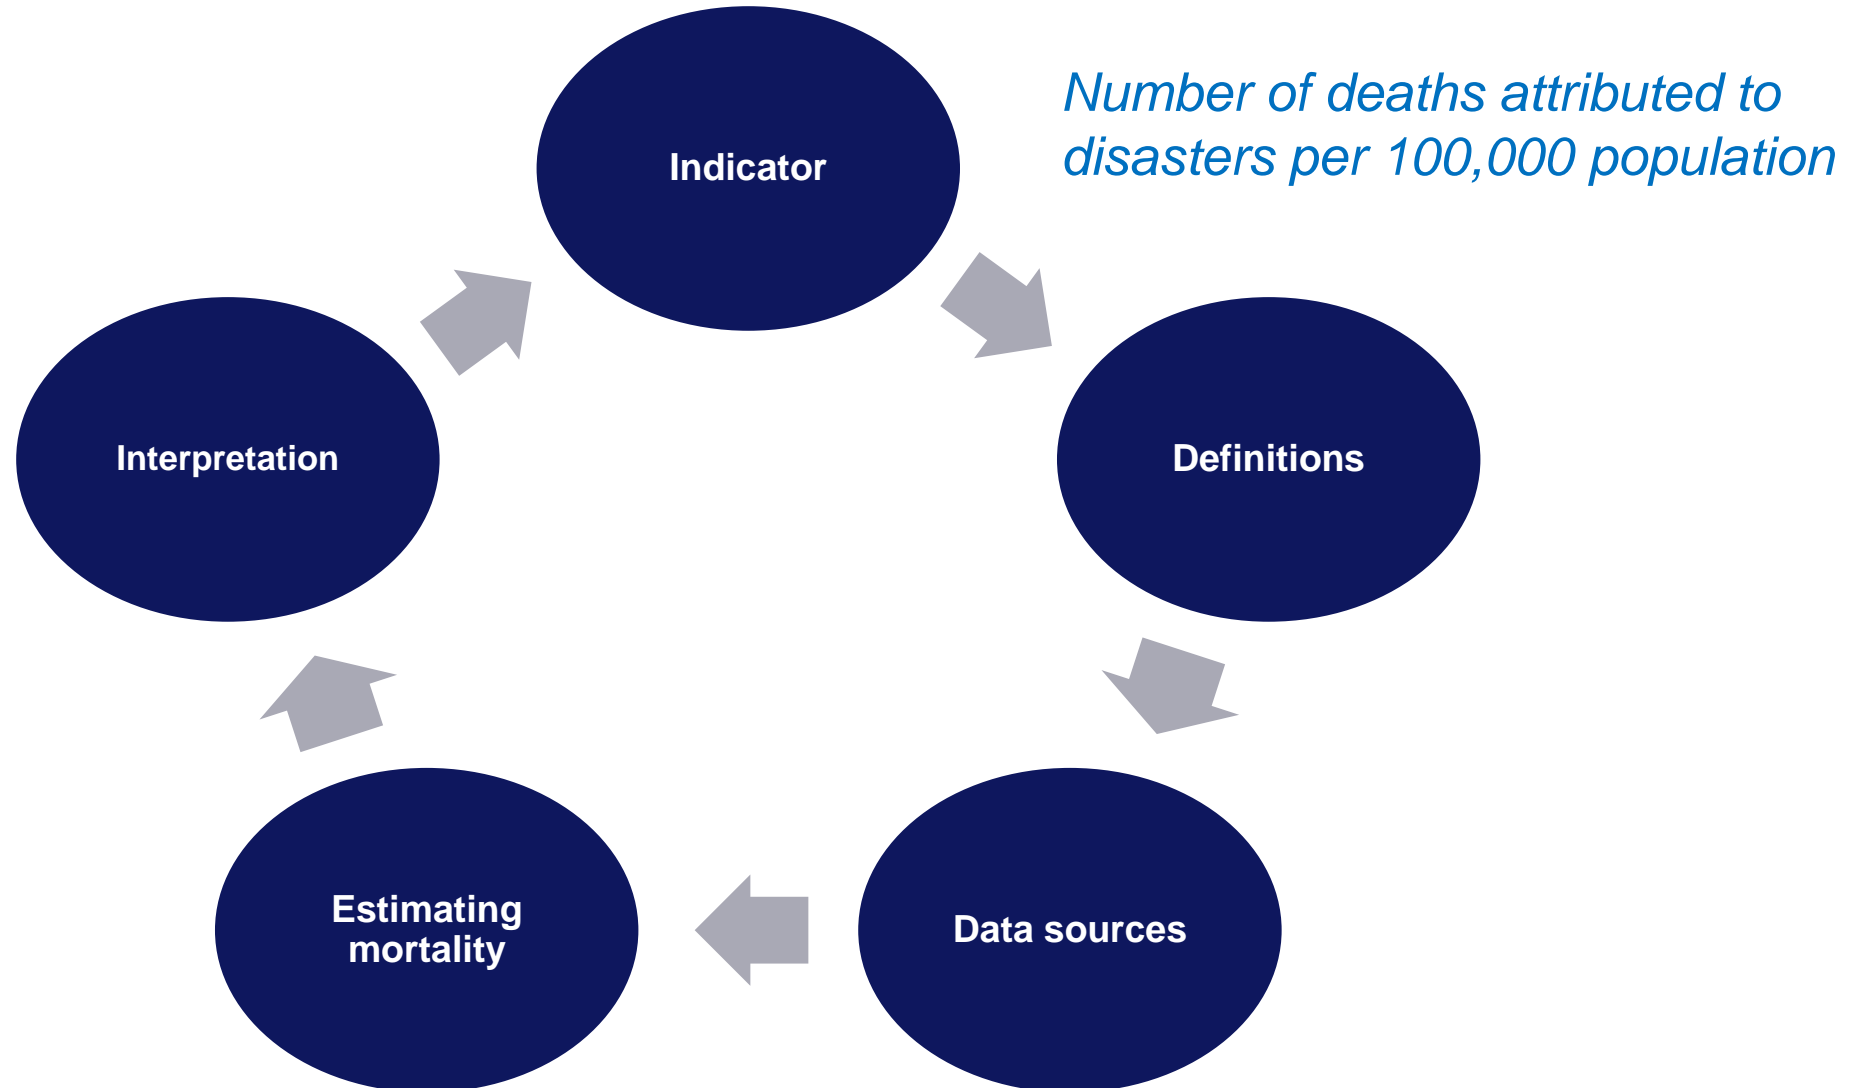 Indicator
Number of deaths attributed to
disasters per 100,000 population
Definitions
Data sources
Estimating
mortality
Interpretation